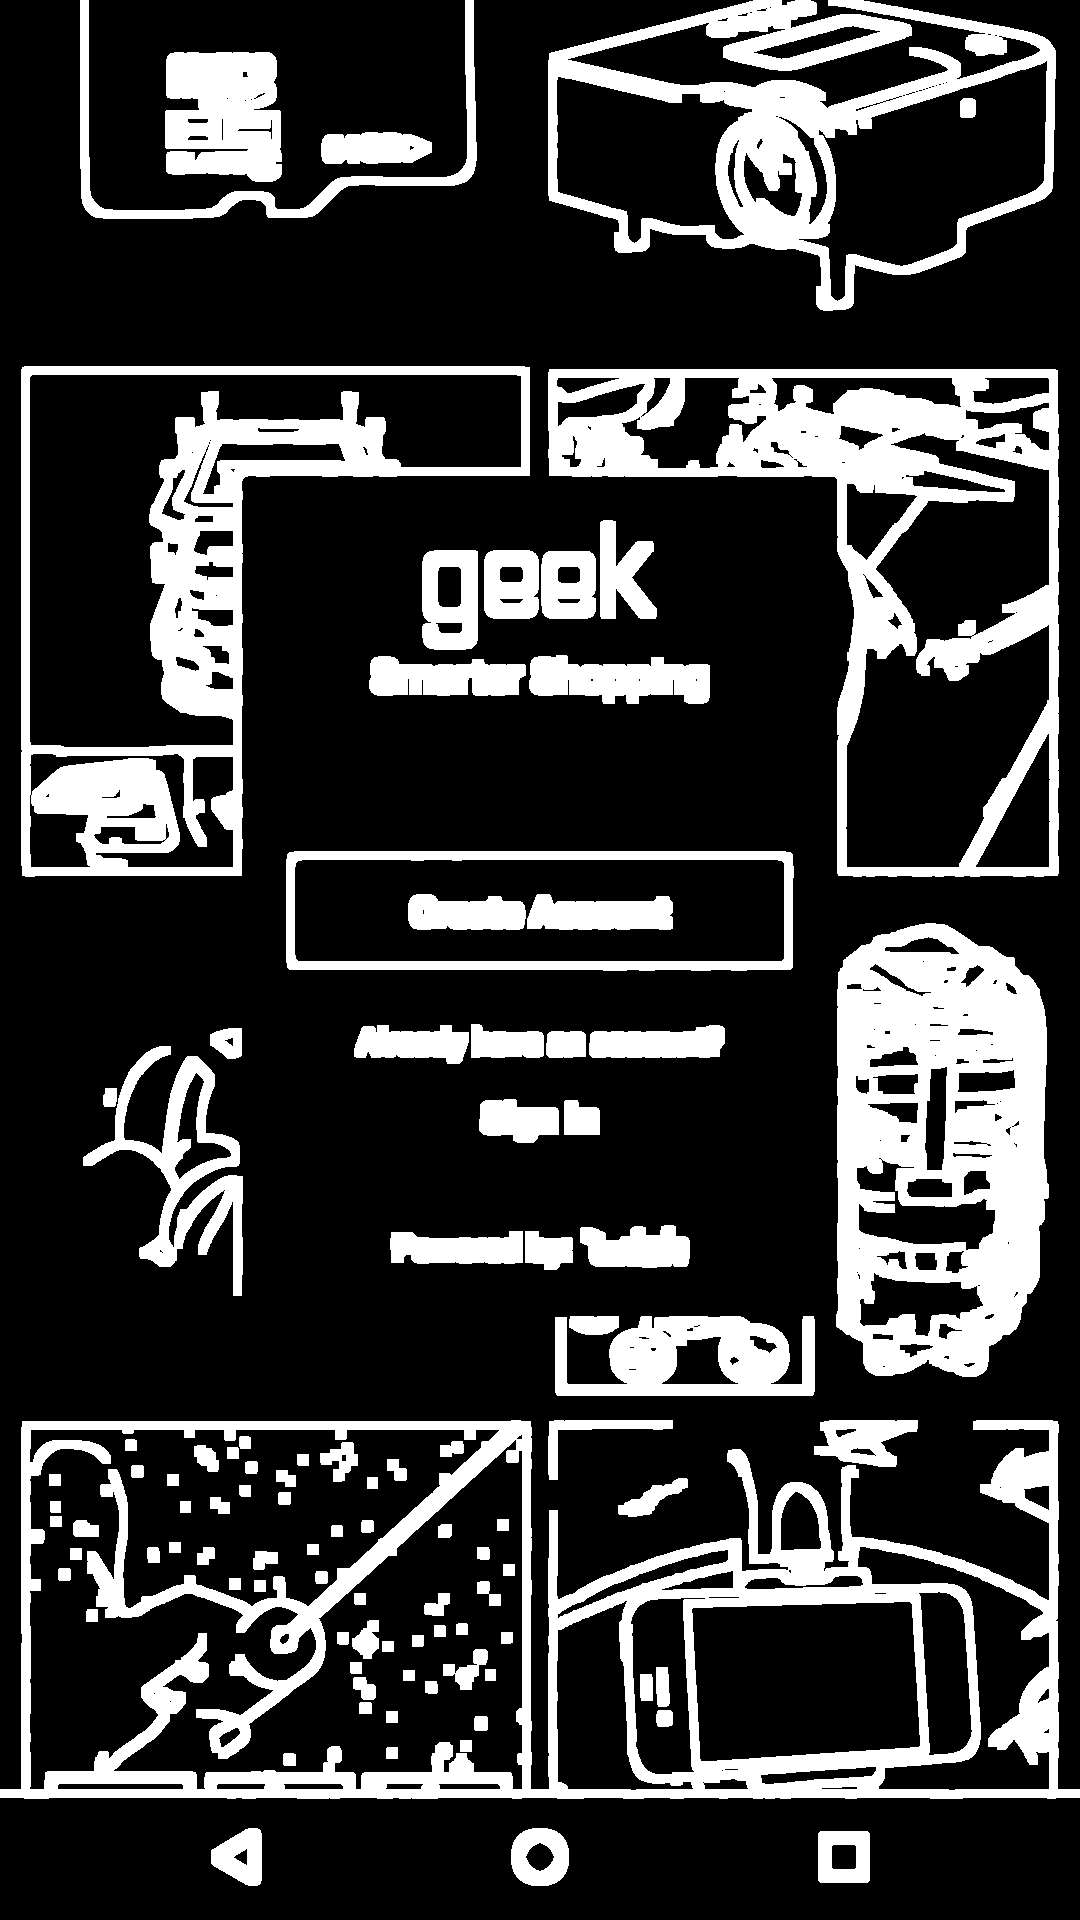 geek
Smarter Shopping
Create Account
Already have an account?
Sign in
Powered by: